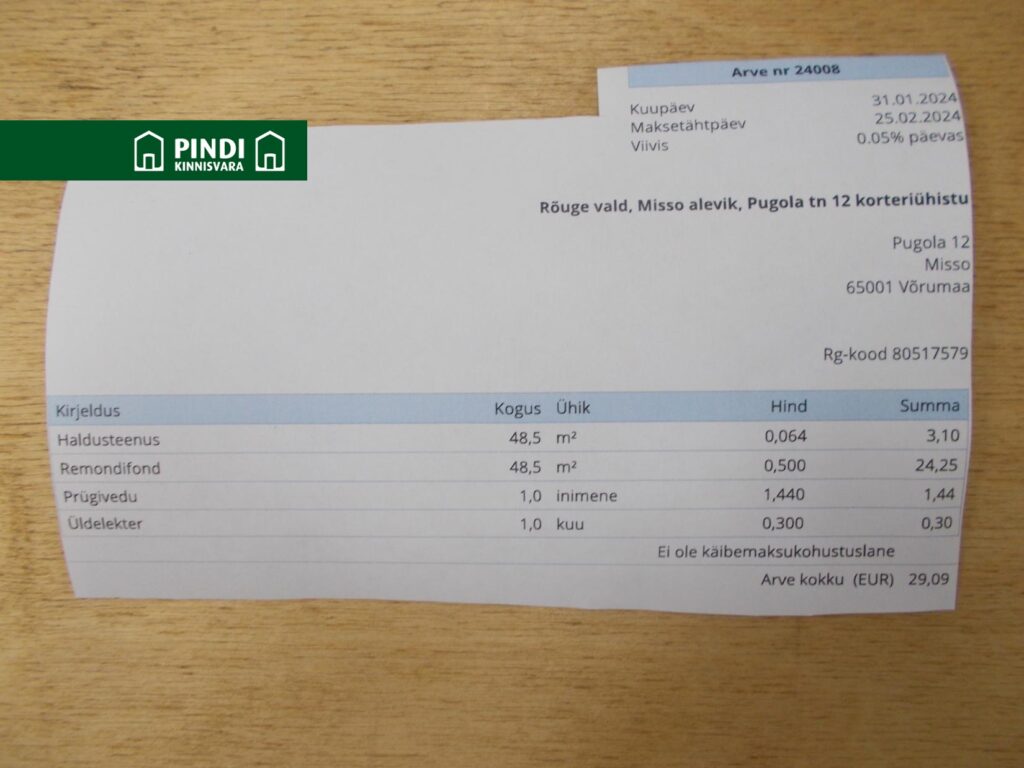 PINDI
KINNISVARA
Arve nr 24008
Kuupäev 31.01.2024
Maksetähtpäev 25.02.2024
Viivis 0.05% päevas
Rõuge vald, Misso alevik, Pugola tn 12 korteriühistu
Pugola 12
Misso
65001 Võrumaa
Rg-kood 80517579
Kirjeldus Kogus Ühik Hind Summa
Haldusteenus 48,5 m² 0,064 3,10
Remondifond 48,5 m² 0,500 24,25
Prügivedu 1,0 inimene 1,440 1,44
Üldelekter 1,0 kuu 0,300 0,30
Ei ole käibemaksukohustuslane
Arve kokku (EUR) 29,09